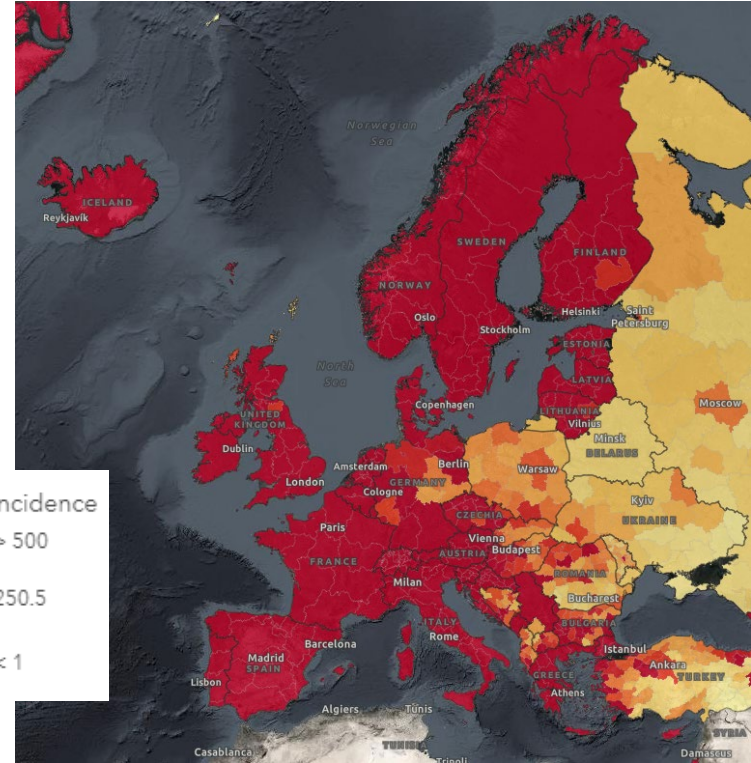 Norwegian
Sea
ICELAND
Reykjavík
SWEDEN
FINLAND
NORWAY
Oslo
Helsinki
Saint
Petersburg
Stockholm
ESTONIA
North
Sea
LATVIA
Moscow
Copenhagen
LITHUANIA
Vilnius
UNITED
KINGDOM
Minsk
BELARUS
Dublin
Amsterdam
Berlin
Warsaw
London
GERMANY
Cologne
Kyiv
UKRAINE
CZECHIA
Paris
Vienna
Budapest
FRANCE
AUSTRIA
ROMANIA
Milan
Bucharest
ITALY
BULGARIA
Rome
Barcelona
Istanbul
Madrid
SPAIN
Ankara
TURKEY
Lisbon
GREECE
Athens
Algiers
Tunis
SYRIA
Casablanca
Tripoli
Damascus
ncidence
> 500
250.5
< 1